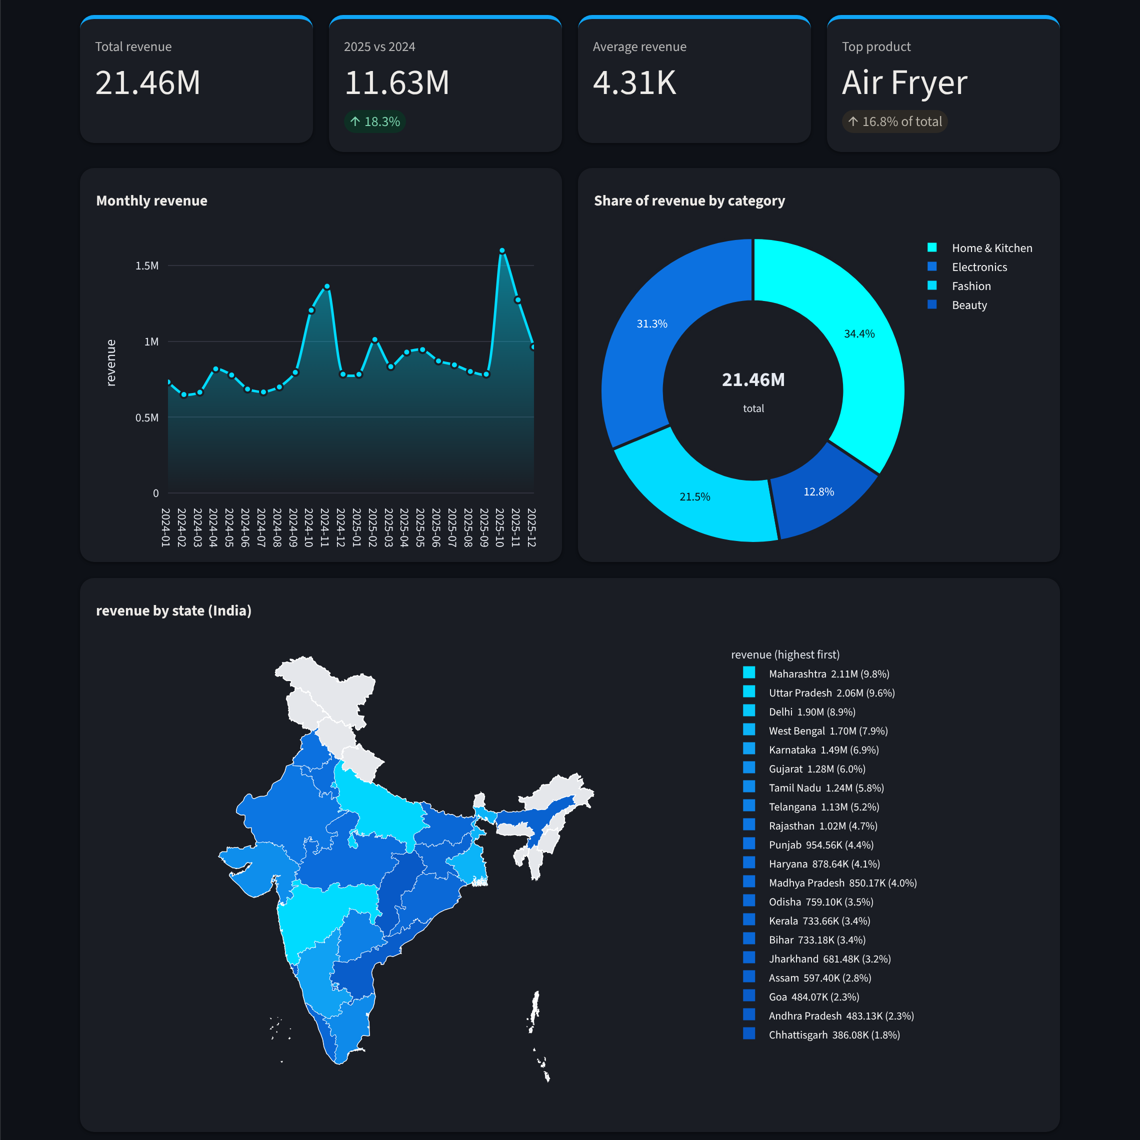 Total revenue
21.46M
2025 vs 2024
11.63M
↑ 18.3%
Average revenue
4.31K
Top product
Air Fryer
↑ 16.8% of total
Monthly revenue
revenue
1.5M
1M
0.5M
0
2024-01
2024-02
2024-03
2024-04
2024-05
2024-06
2024-07
2024-08
2024-09
2024-10
2024-11
2024-12
2025-01
2025-02
2025-03
2025-04
2025-05
2025-06
2025-07
2025-08
2025-09
2025-10
2025-11
2025-12
Share of revenue by category
31.3%
34.4%
21.5%
12.8%
21.46M
total
Home & Kitchen
Electronics
Fashion
Beauty
revenue by state (India)
revenue (highest first)
Maharashtra 2.11M (9.8%)
Uttar Pradesh 2.06M (9.6%)
Delhi 1.90M (8.9%)
West Bengal 1.70M (7.9%)
Karnataka 1.49M (6.9%)
Gujarat 1.28M (6.0%)
Tamil Nadu 1.24M (5.8%)
Telangana 1.13M (5.2%)
Rajasthan 1.02M (4.7%)
Punjab 954.56K (4.4%)
Haryana 878.64K (4.1%)
Madhya Pradesh 850.17K (4.0%)
Odisha 759.10K (3.5%)
Kerala 733.66K (3.4%)
Bihar 733.18K (3.4%)
Jharkhand 681.48K (3.2%)
Assam 597.40K (2.8%)
Goa 484.07K (2.3%)
Andhra Pradesh 483.13K (2.3%)
Chhattisgarh 386.08K (1.8%)